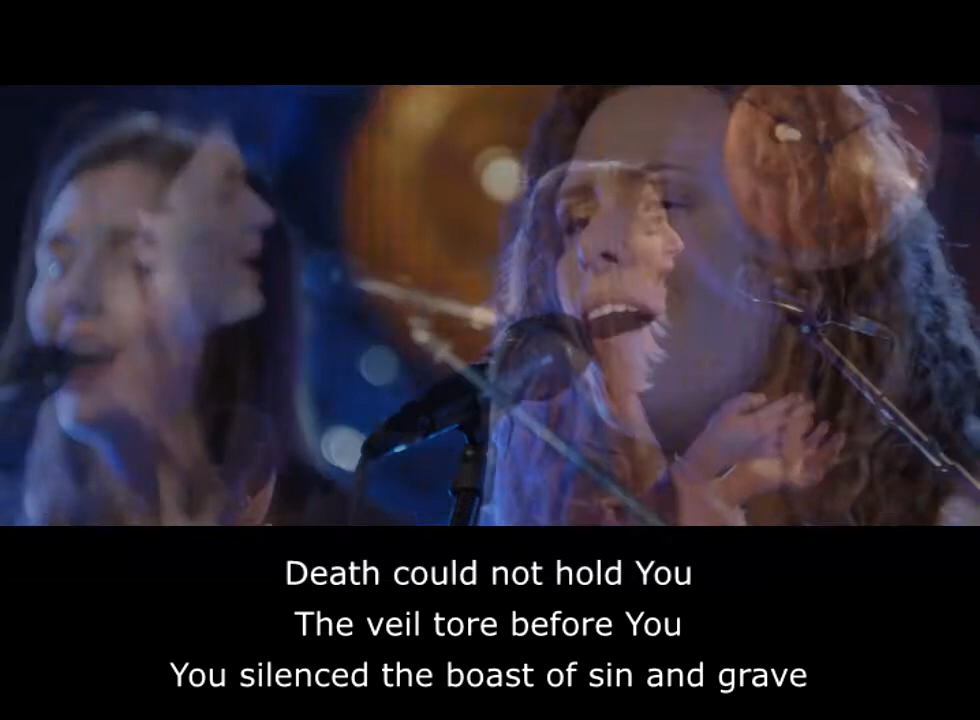 Death could not hold You
The veil tore before You
You silenced the boast of sin and grave